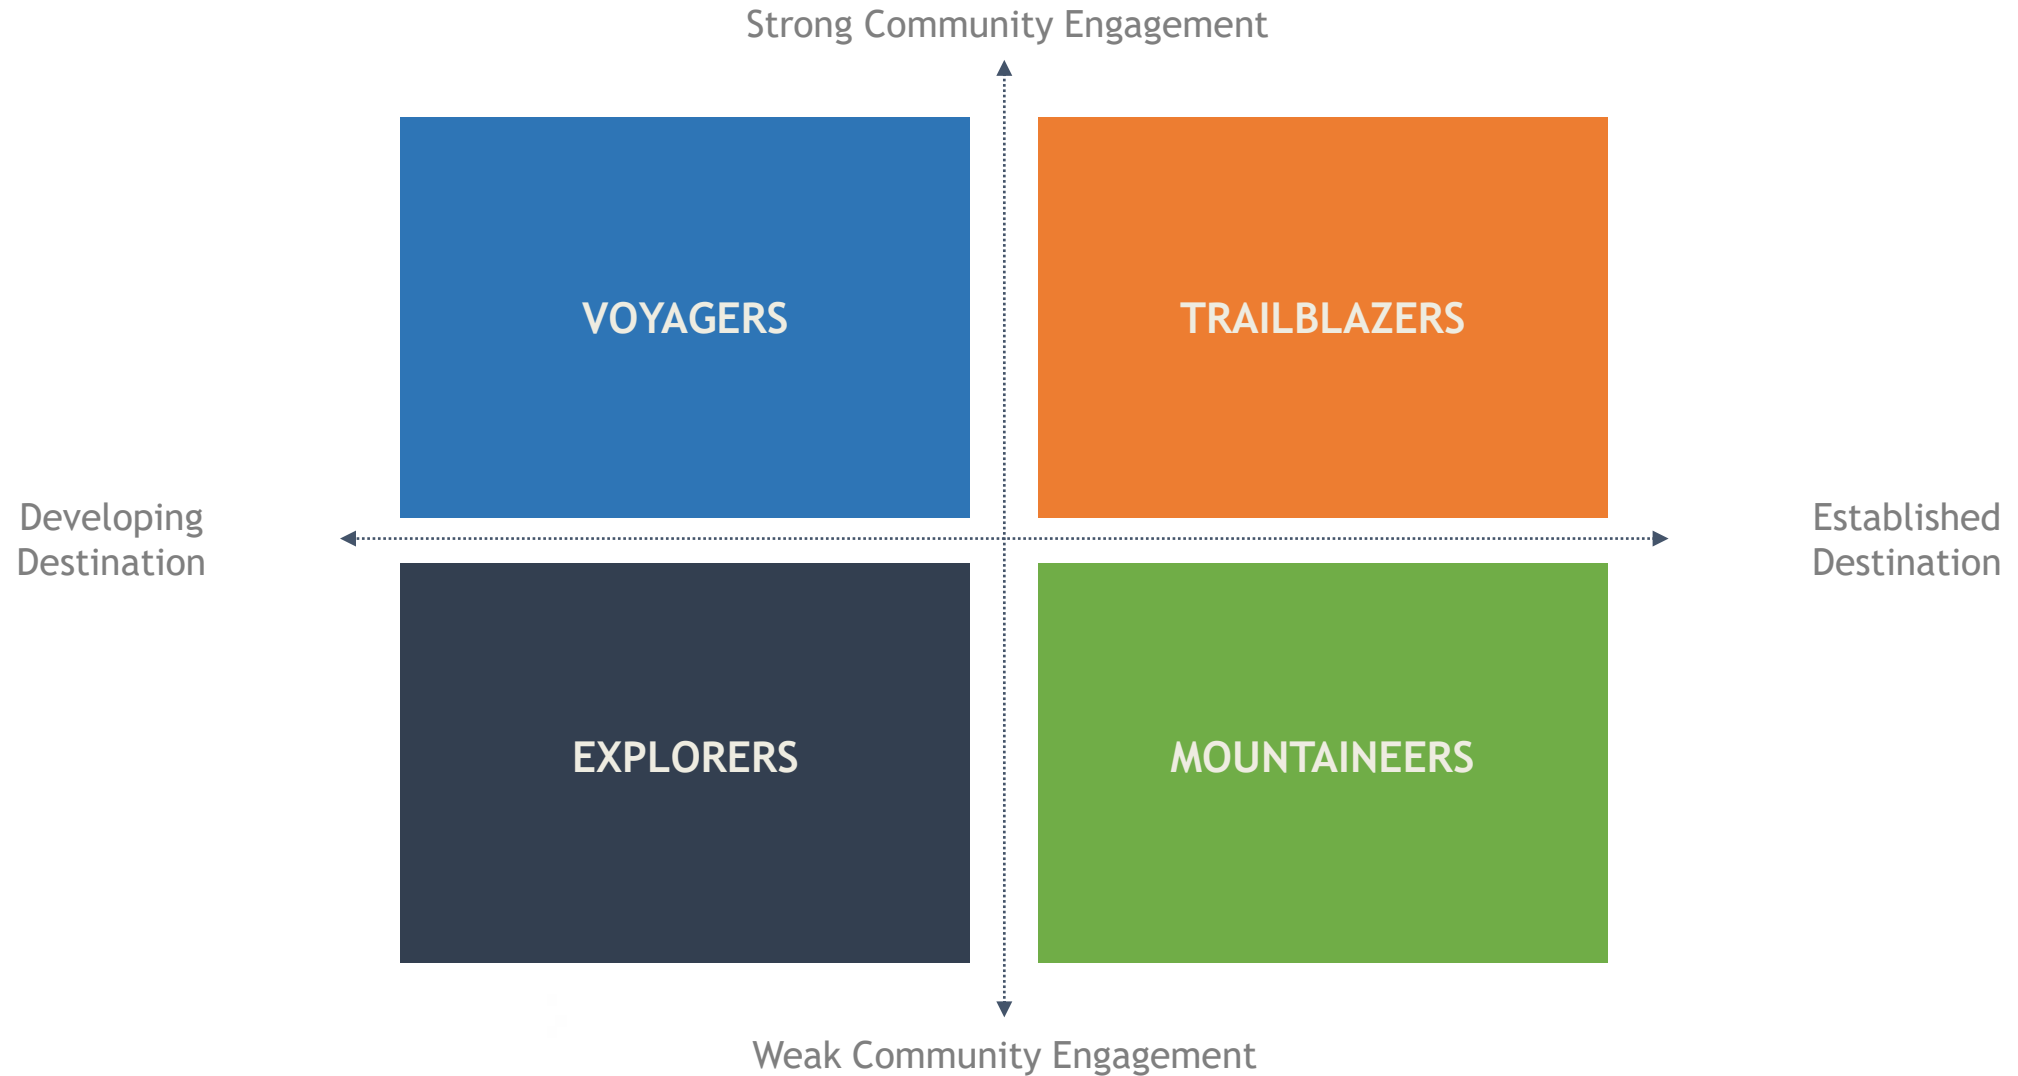 Strong Community Engagement
VOYAGERS
TRAILBLAZERS
Developing
Destination
Established
Destination
EXPLORERS
MOUNTAINEERS
Weak Community Engagement